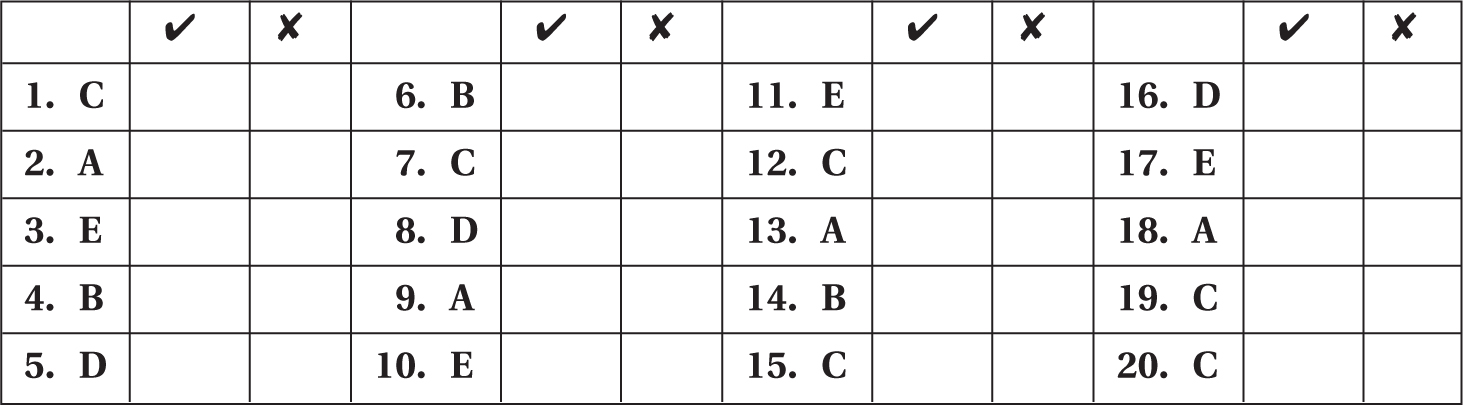 ✔ ✘ ✔ ✘ ✔ ✘ ✔ ✘
1. C 6. B 11. E 16. D
2. A 7. C 12. C 17. E
3. E 8. D 13. A 18. A
4. B 9. A 14. B 19. C
5. D 10. E 15. C 20. C